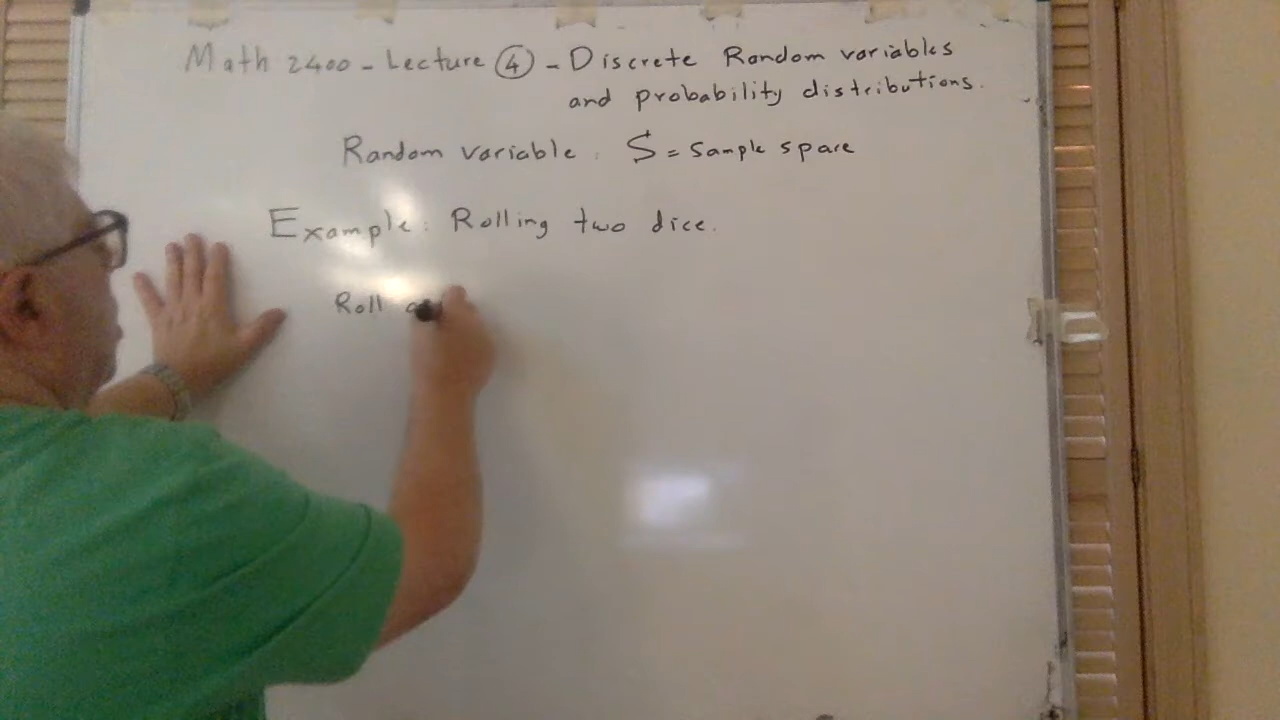 Math 2400 - Lecture ④ - Discrete Random variables
and probability distributions.
Random variable. S = Sample space
Example: Rolling two dice.
Roll